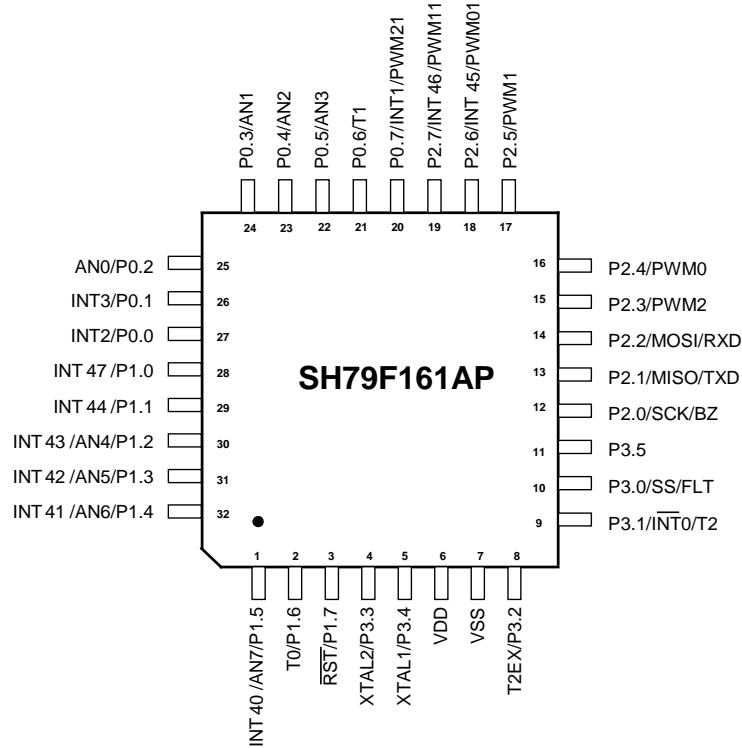 P0.3/AN1
P0.4/AN2
P0.5/AN3
P0.6/T1
P0.7/INT1/PWM21
P2.7/INT 46/PWM11
P2.6/INT 45/PWM01
P2.5/PWM1
24 23 22 21 20 19 18 17
AN0/P0.2 25
INT3/P0.1 26
INT2/P0.0 27
INT 47 /P1.0 28
INT 44 /P1.1 29
INT 43 /AN4/P1.2 30
INT 42 /AN5/P1.3 31
INT 41 /AN6/P1.4 32
SH79F161AP
16 P2.4/PWM0
15 P2.3/PWM2
14 P2.2/MOSI/RXD
13 P2.1/MISO/TXD
12 P2.0/SCK/BZ
11 P3.5
10 P3.0/SS/FLT
9 P3.1/I̅N̅T0/T2
1 2 3 4 5 6 7 8
INT 40 /AN7/P1.5
T0/P1.6
R̅S̅T̅/P1.7
XTAL2/P3.3
XTAL1/P3.4
VDD
VSS
T2EX/P3.2